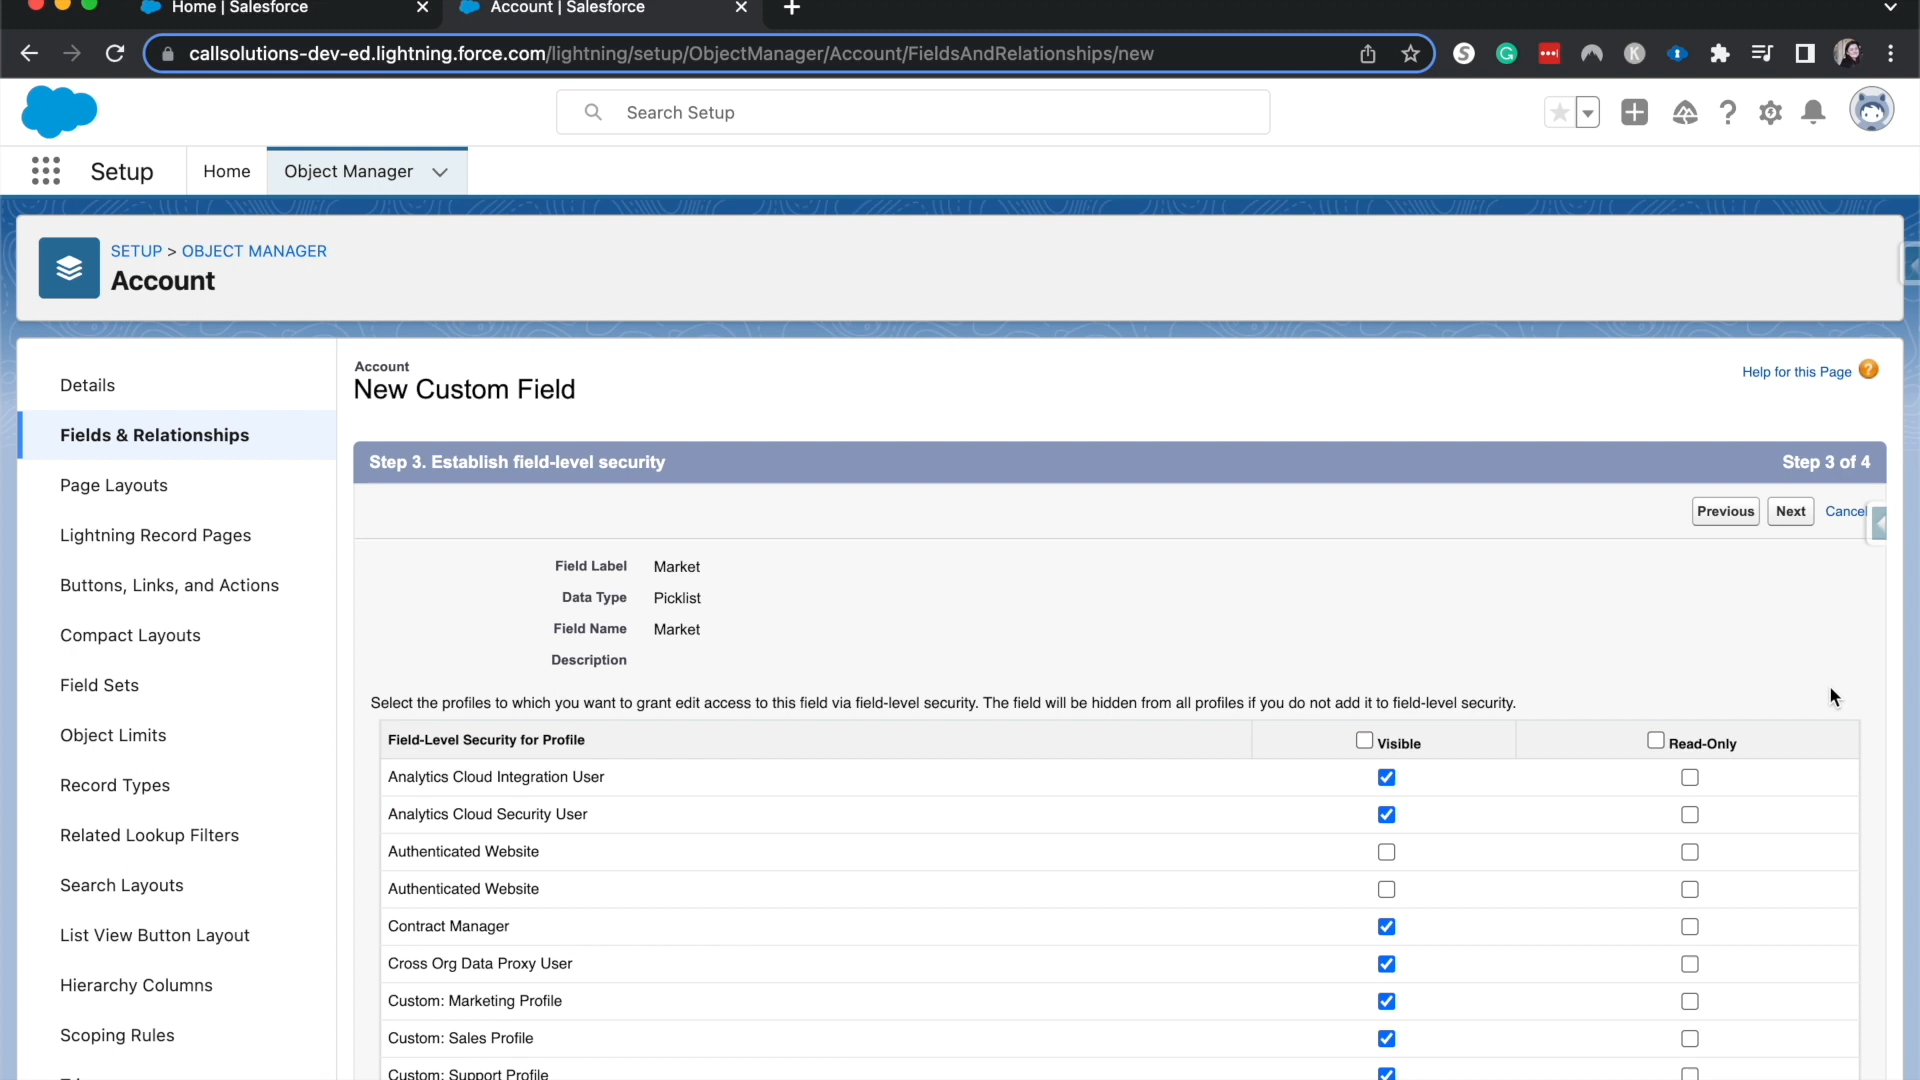 Home | Salesforce
Account | Salesforce
callsolutions-dev-ed.lightning.force.com/lightning/setup/ObjectManager/Account/FieldsAndRelationships/new
Search Setup
Setup
Home
Object Manager
SETUP > OBJECT MANAGER
Account
Details
Fields & Relationships
Page Layouts
Lightning Record Pages
Buttons, Links, and Actions
Compact Layouts
Field Sets
Object Limits
Record Types
Related Lookup Filters
Search Layouts
List View Button Layout
Hierarchy Columns
Scoping Rules
Account
New Custom Field
Help for this Page ?
Step 3. Establish field-level security
Step 3 of 4
Previous
Next
Cancel
Field Label Market
Data Type Picklist
Field Name Market
Description
Select the profiles to which you want to grant edit access to this field via field-level security. The field will be hidden from all profiles if you do not add it to field-level security.
Field-Level Security for Profile
Visible
Read-Only
Analytics Cloud Integration User
Analytics Cloud Security User
Authenticated Website
Authenticated Website
Contract Manager
Cross Org Data Proxy User
Custom: Marketing Profile
Custom: Sales Profile
Custom: Support Profile